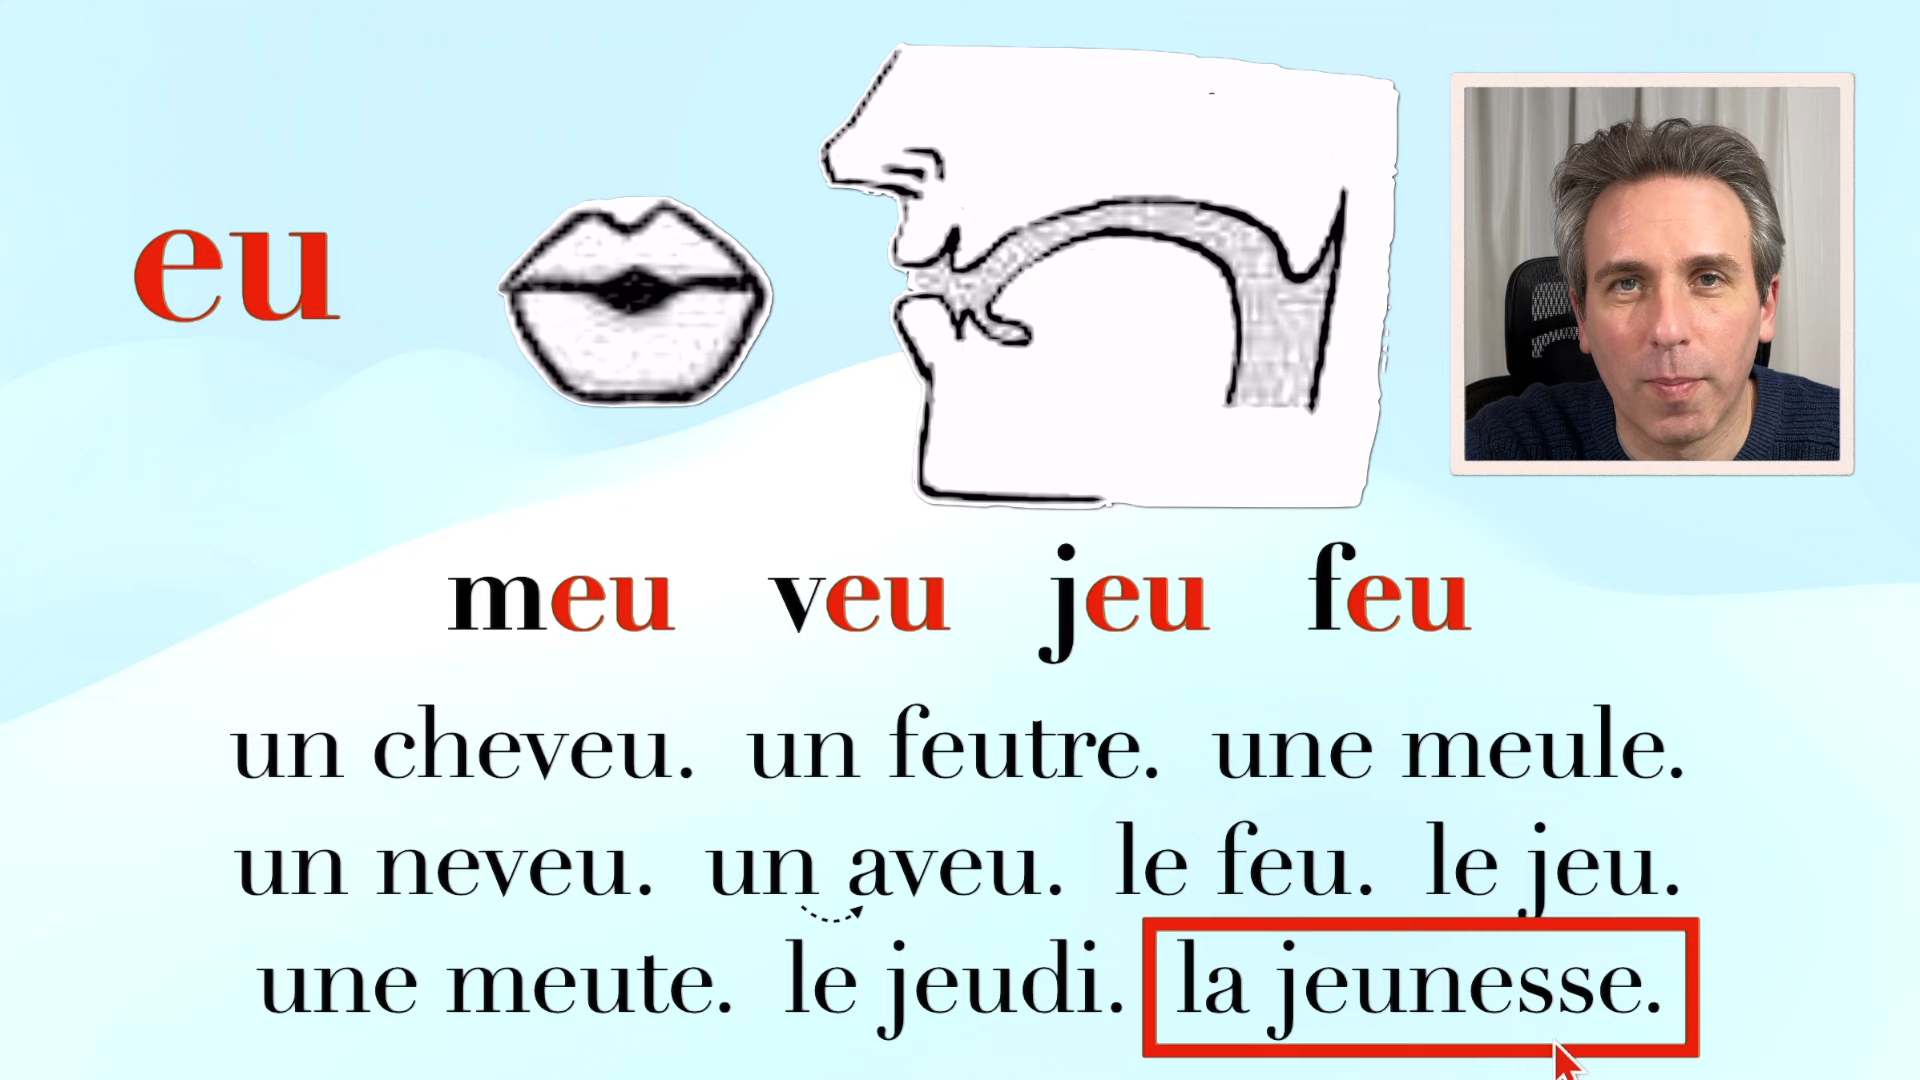 eu
meu veu jeu feu
un cheveu. un feutre. une meule.
un neveu. un aveu. le feu. le jeu.
une meute. le jeudi. la jeunesse.